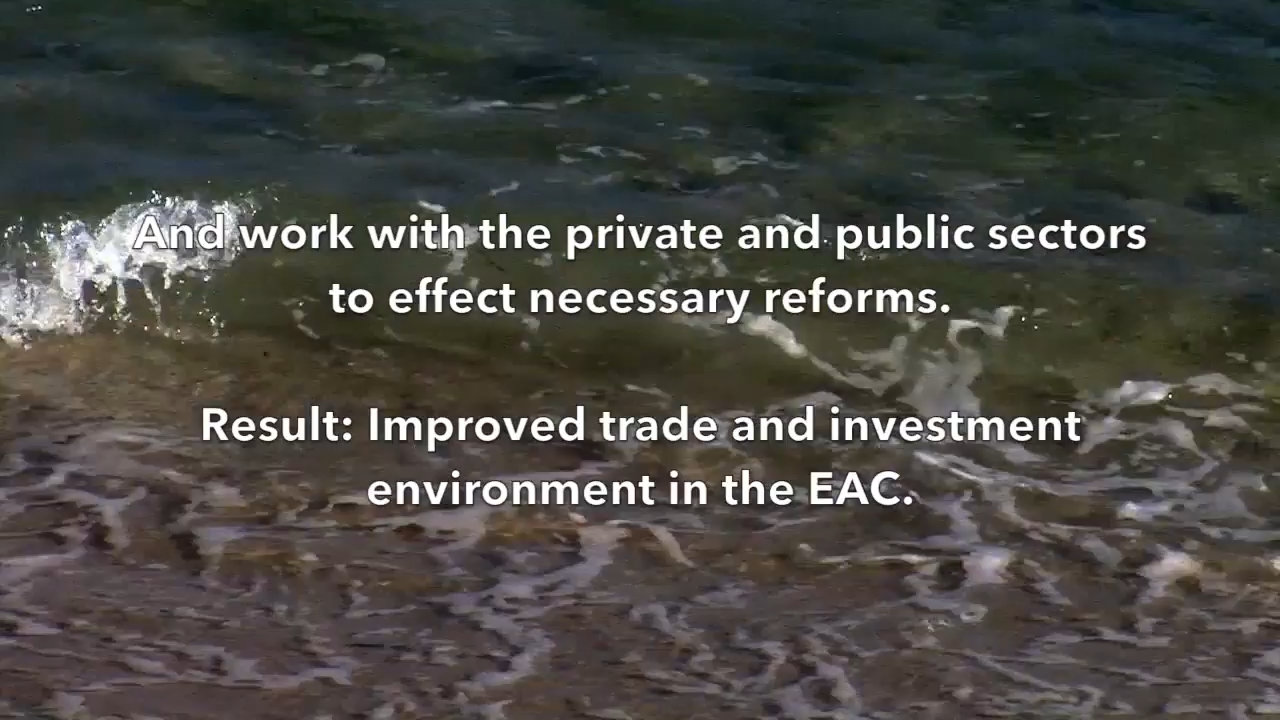 And work with the private and public sectors
to effect necessary reforms.
Result: Improved trade and investment
environment in the EAC.